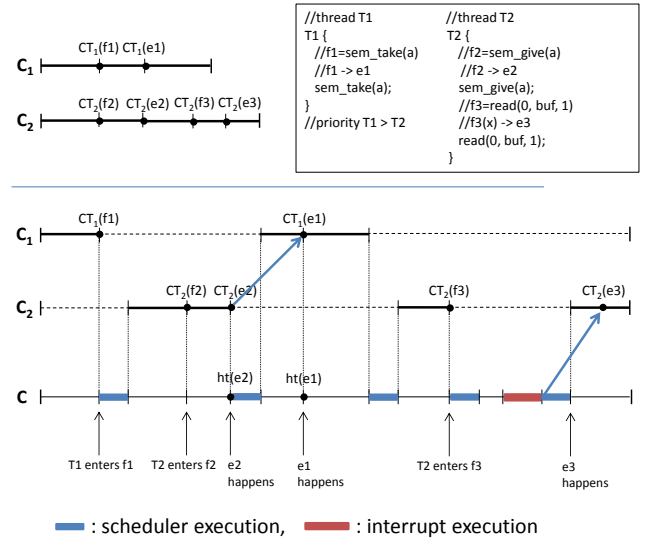 CT1(f1) CT1(e1)
C1
CT2(f2) CT2(e2) CT2(f3) CT2(e3)
C2
//thread T1
T1 {
//f1=sem_take(a)
//f1 -> e1
sem_take(a);
}
//priority T1 > T2
//thread T2
T2 {
//f2=sem_give(a)
//f2 -> e2
sem_give(a);
//f3=read(0, buf, 1)
//f3(x) -> e3
read(0, buf, 1);
}
C1
CT1(f1) CT1(e1)
C2
CT2(f2) CT2(e2) CT2(f3) CT2(e3)
C
ht(e2) ht(e1)
T1 enters f1
T2 enters f2
e2
happens
e1
happens
T2 enters f3
e3
happens
: scheduler execution, : interrupt execution